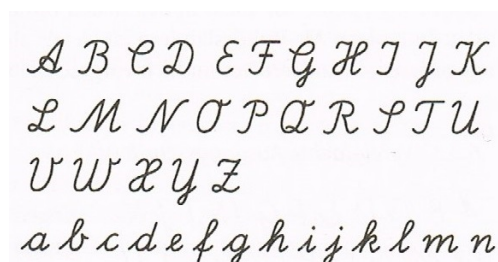 A B C D E F G H I J K
L M N O P Q R S T U
V W X Y Z
a b c d e f g h i j k l m n